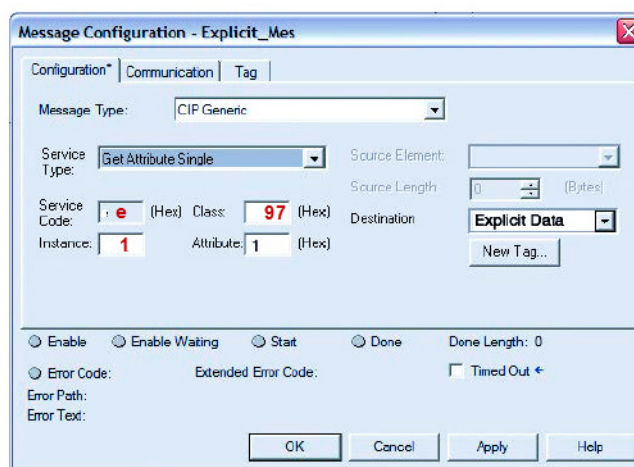 Message Configuration - Explicit_Mes
Configuration* Communication Tag
Message Type: CIP Generic
Service Type: Get Attribute Single Source Element:
Source Length 0 (Bytes)
Service Code: e (Hex) Class: 97 (Hex) Destination Explicit Data
Instance: 1 Attribute: 1 (Hex)
New Tag...
Enable Enable Waiting Start Done Done Length: 0
Error Code: Extended Error Code: Timed Out ←
Error Path:
Error Text:
OK Cancel Apply Help